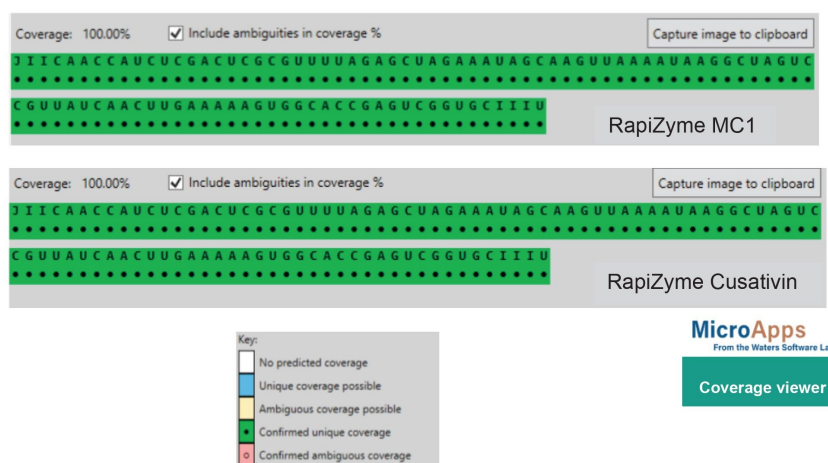 Coverage: 100.00% Include ambiguities in coverage % Capture image to clipboard
J I I C A A C C A U C U C G A C U C G C G U U U U A G A G C U A G A A A U A G C A A G U U A A A A U A A G G C U A G U C
C G U U A U C A A C U U G A A A A A G U G G C A C C G A G U C G G U G C I I I U
RapiZyme MC1
Coverage: 100.00% Include ambiguities in coverage % Capture image to clipboard
J I I C A A C C A U C U C G A C U C G C G U U U U A G A G C U A G A A A U A G C A A G U U A A A A U A A G G C U A G U C
C G U U A U C A A C U U G A A A A A G U G G C A C C G A G U C G G U G C I I I U
RapiZyme Cusativin
MicroApps
From the Waters Software La
Coverage viewer
Key:
No predicted coverage
Unique coverage possible
Ambiguous coverage possible
Confirmed unique coverage
Confirmed ambiguous coverage